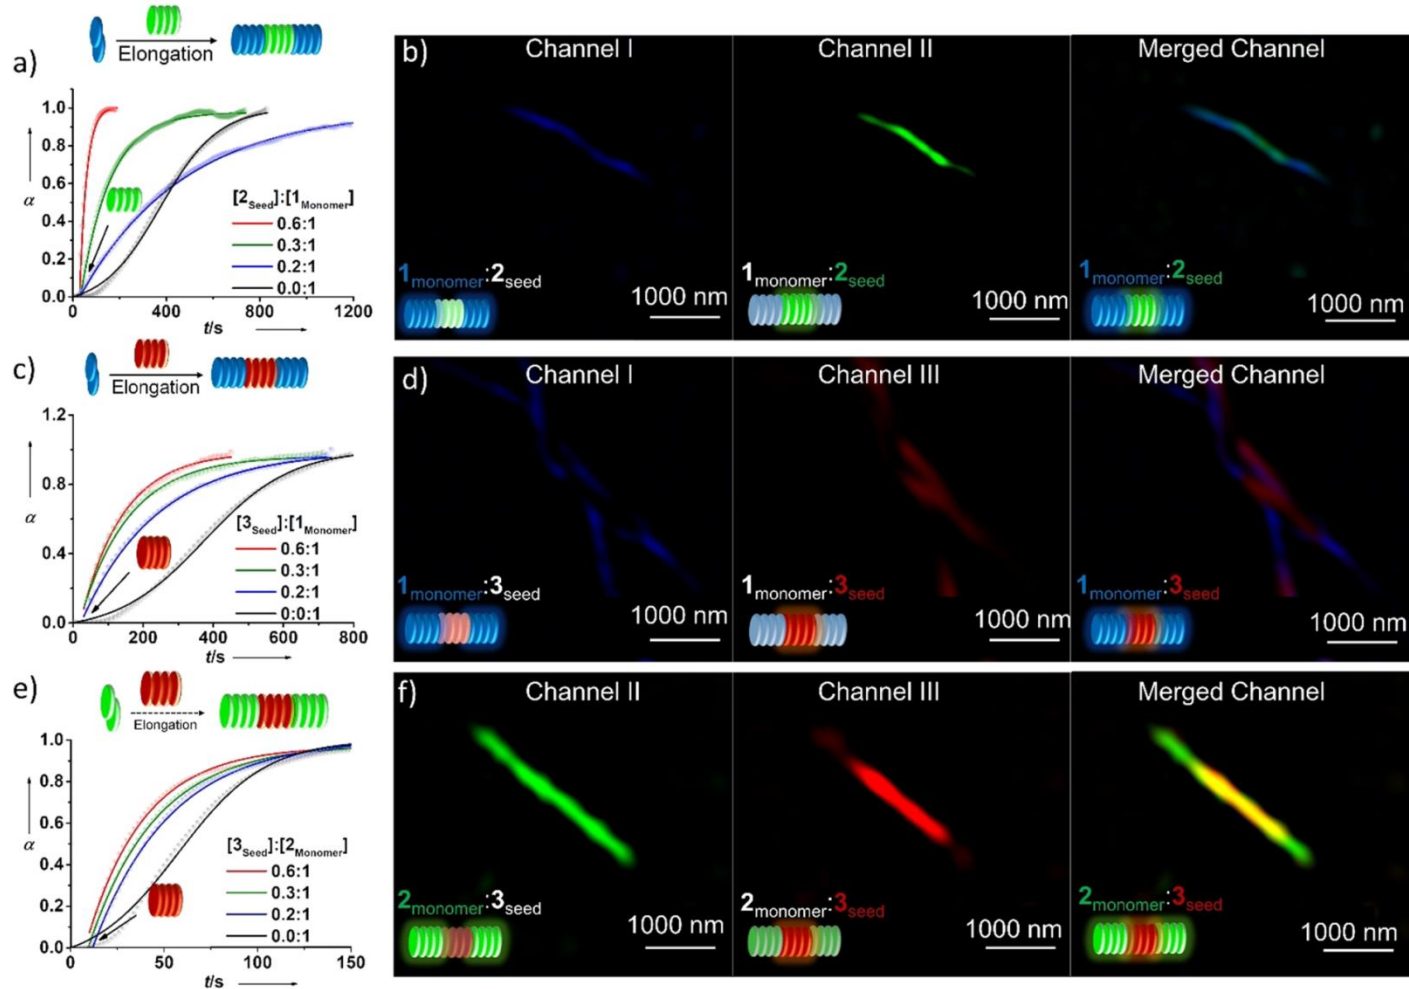 a)
Elongation
1.0
0.8
0.6
α
0.4
0.2
0.0
0 400 800 1200
t/s
[2Seed]:[1Monomer]
0.6:1
0.3:1
0.2:1
0.0:1
b)
Channel I
Channel II
Merged Channel
1monomer:2seed
1000 nm
1monomer:2seed
1000 nm
1monomer:2seed
1000 nm
c)
Elongation
1.2
0.8
α
0.4
0.0
0 200 400 600 800
t/s
[3Seed]:[1Monomer]
0.6:1
0.3:1
0.2:1
0.0:1
d)
Channel I
Channel III
Merged Channel
1monomer:3seed
1000 nm
1monomer:3seed
1000 nm
1monomer:3seed
1000 nm
e)
Elongation
1.0
0.8
0.6
α
0.4
0.2
0.0
0 50 100 150
t/s
[3Seed]:[2Monomer]
0.6:1
0.3:1
0.2:1
0.0:1
f)
Channel II
Channel III
Merged Channel
2monomer:3seed
1000 nm
2monomer:3seed
1000 nm
2monomer:3seed
1000 nm